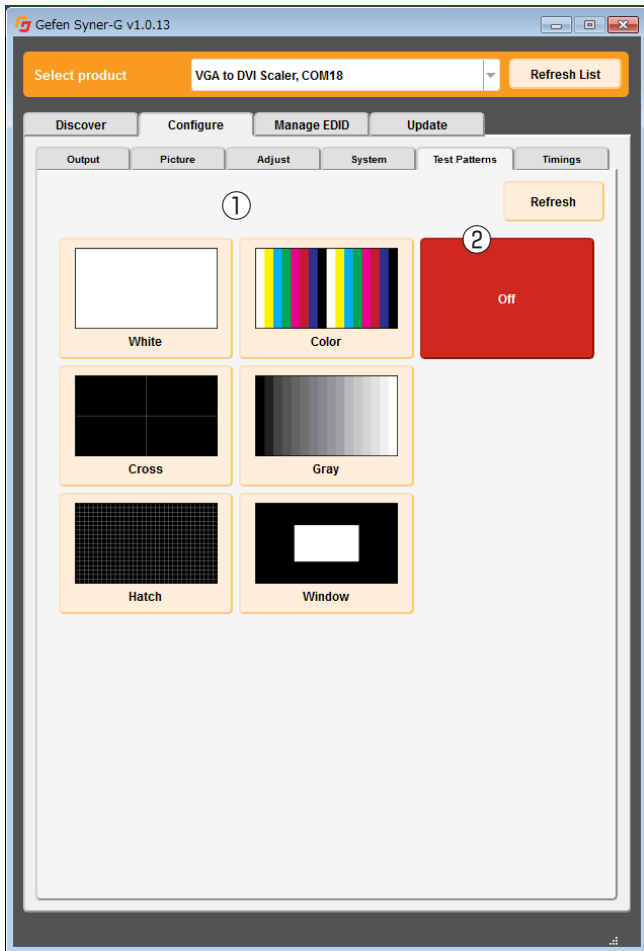 Gefen Syner-G v1.0.13
Select product
VGA to DVI Scaler, COM18
Refresh List
Discover
Configure
Manage EDID
Update
Output
Picture
Adjust
System
Test Patterns
Timings
①
Refresh
②
White
Color
Off
Cross
Gray
Hatch
Window